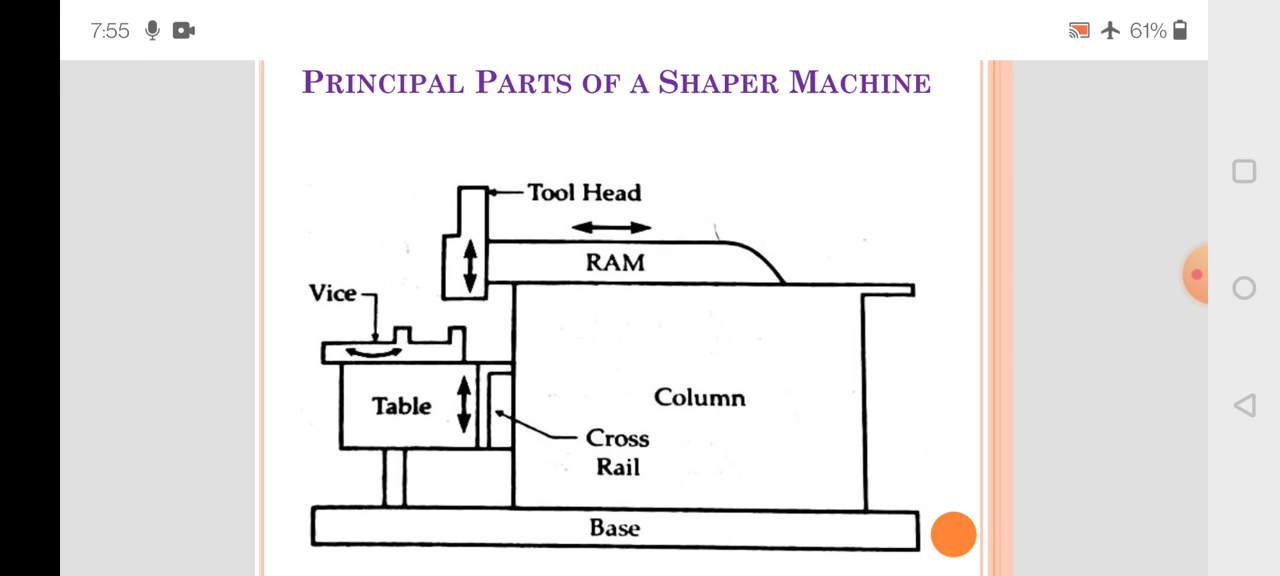 7:55
61%
PRINCIPAL PARTS OF A SHAPER MACHINE
Tool Head
RAM
Vice
Table
Column
Cross
Rail
Base